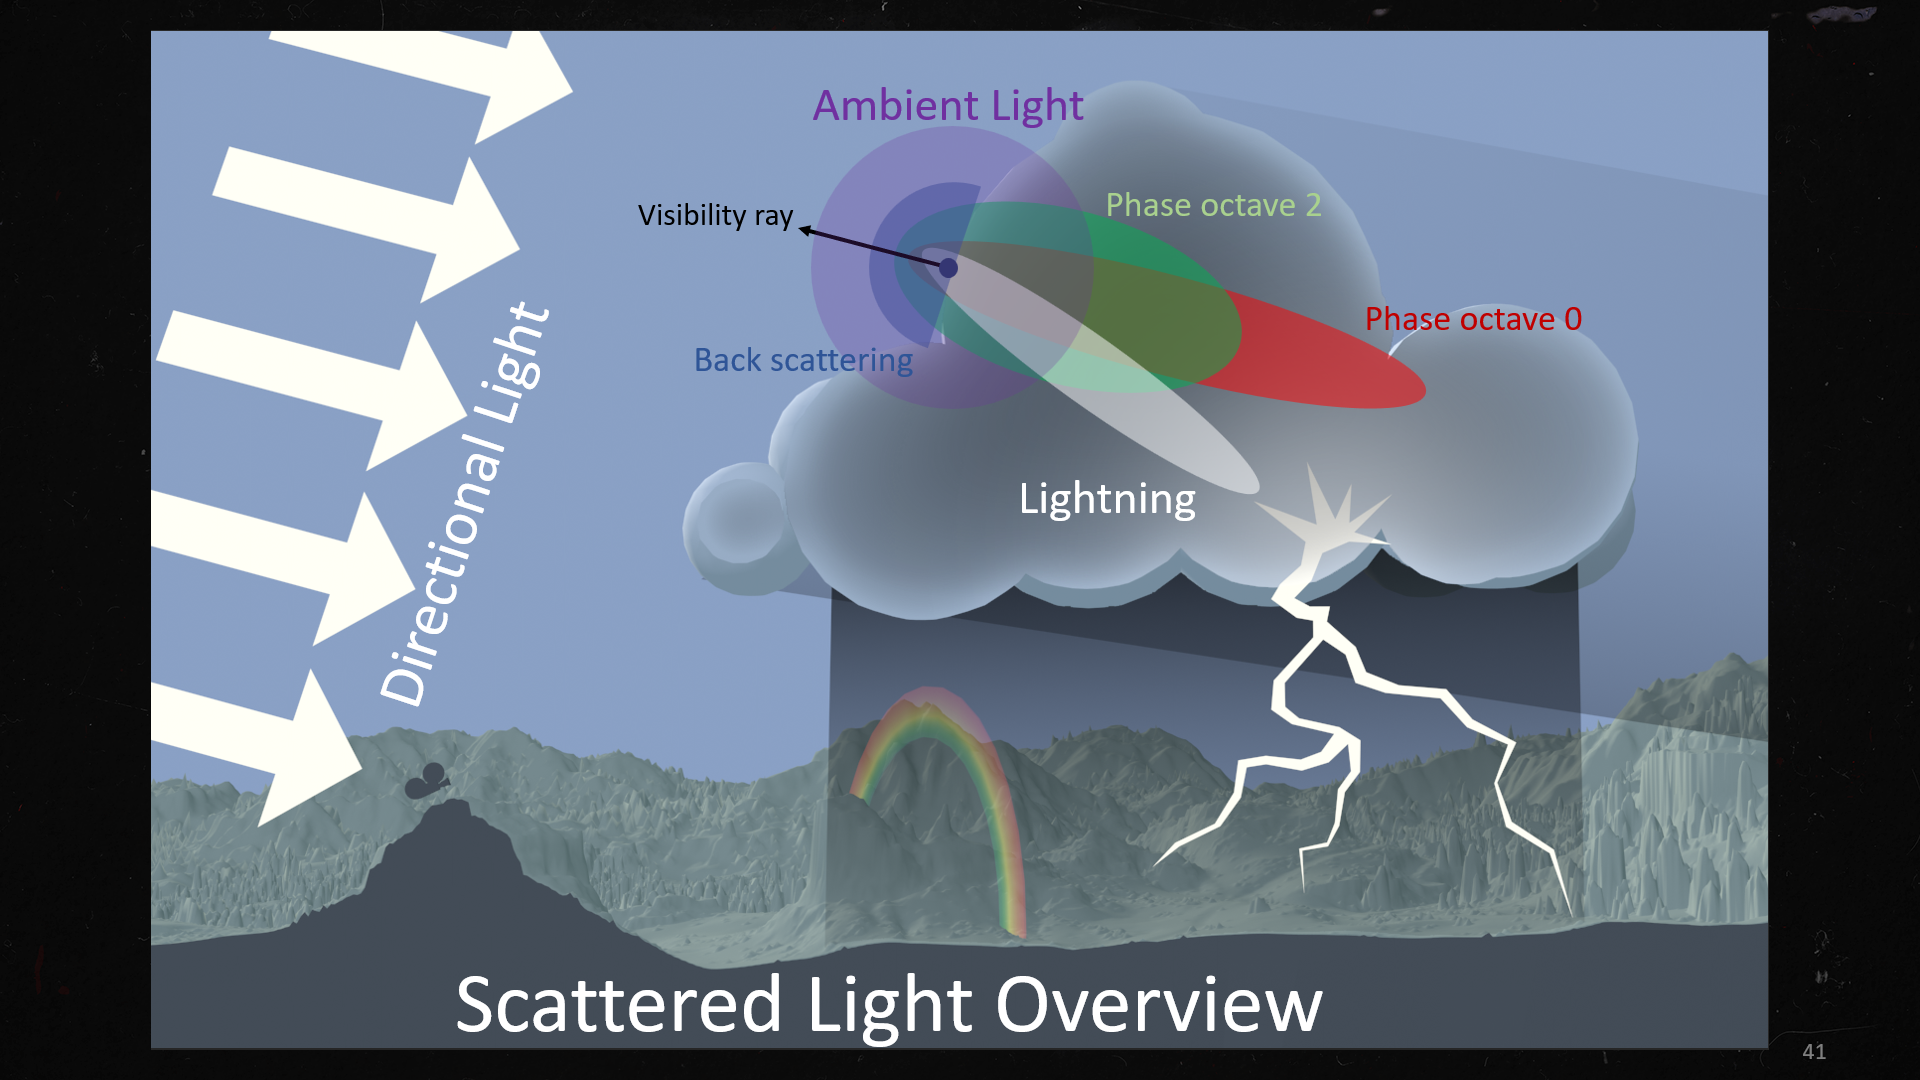 Ambient Light
Visibility ray
Phase octave 2
Phase octave 0
Back scattering
Directional Light
Lightning
Scattered Light Overview
41